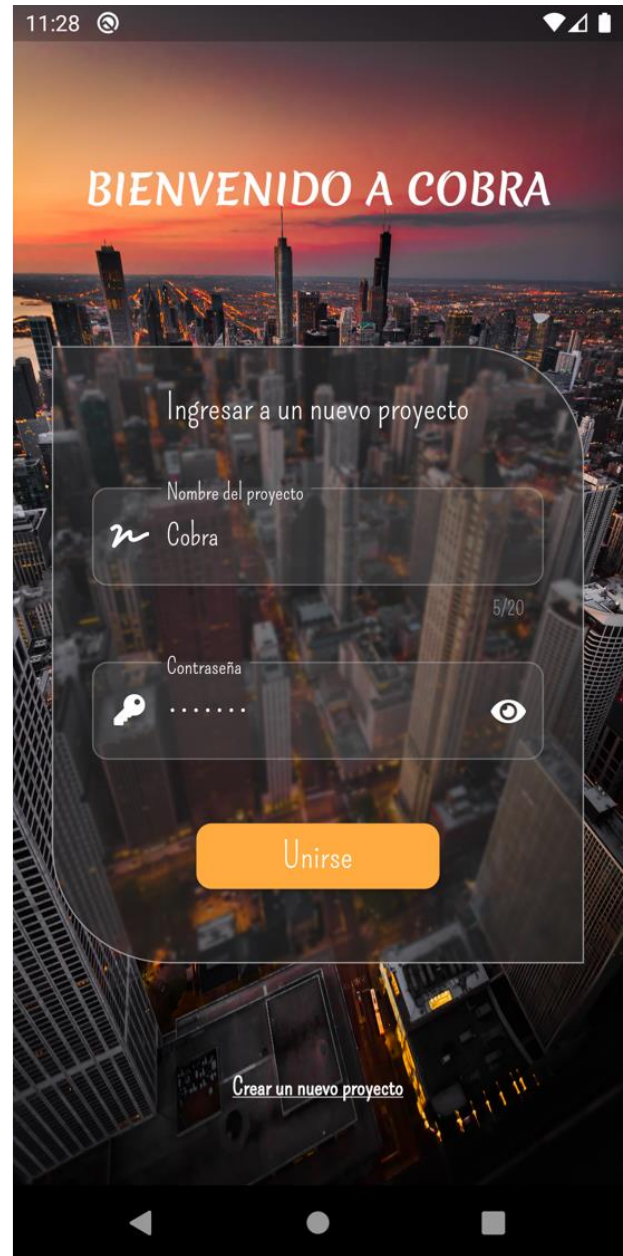 11:28
BIENVENIDO A COBRA
Ingresar a un nuevo proyecto
Nombre del proyecto
Cobra
5/20
Contraseña
·······
Unirse
Crear un nuevo proyecto